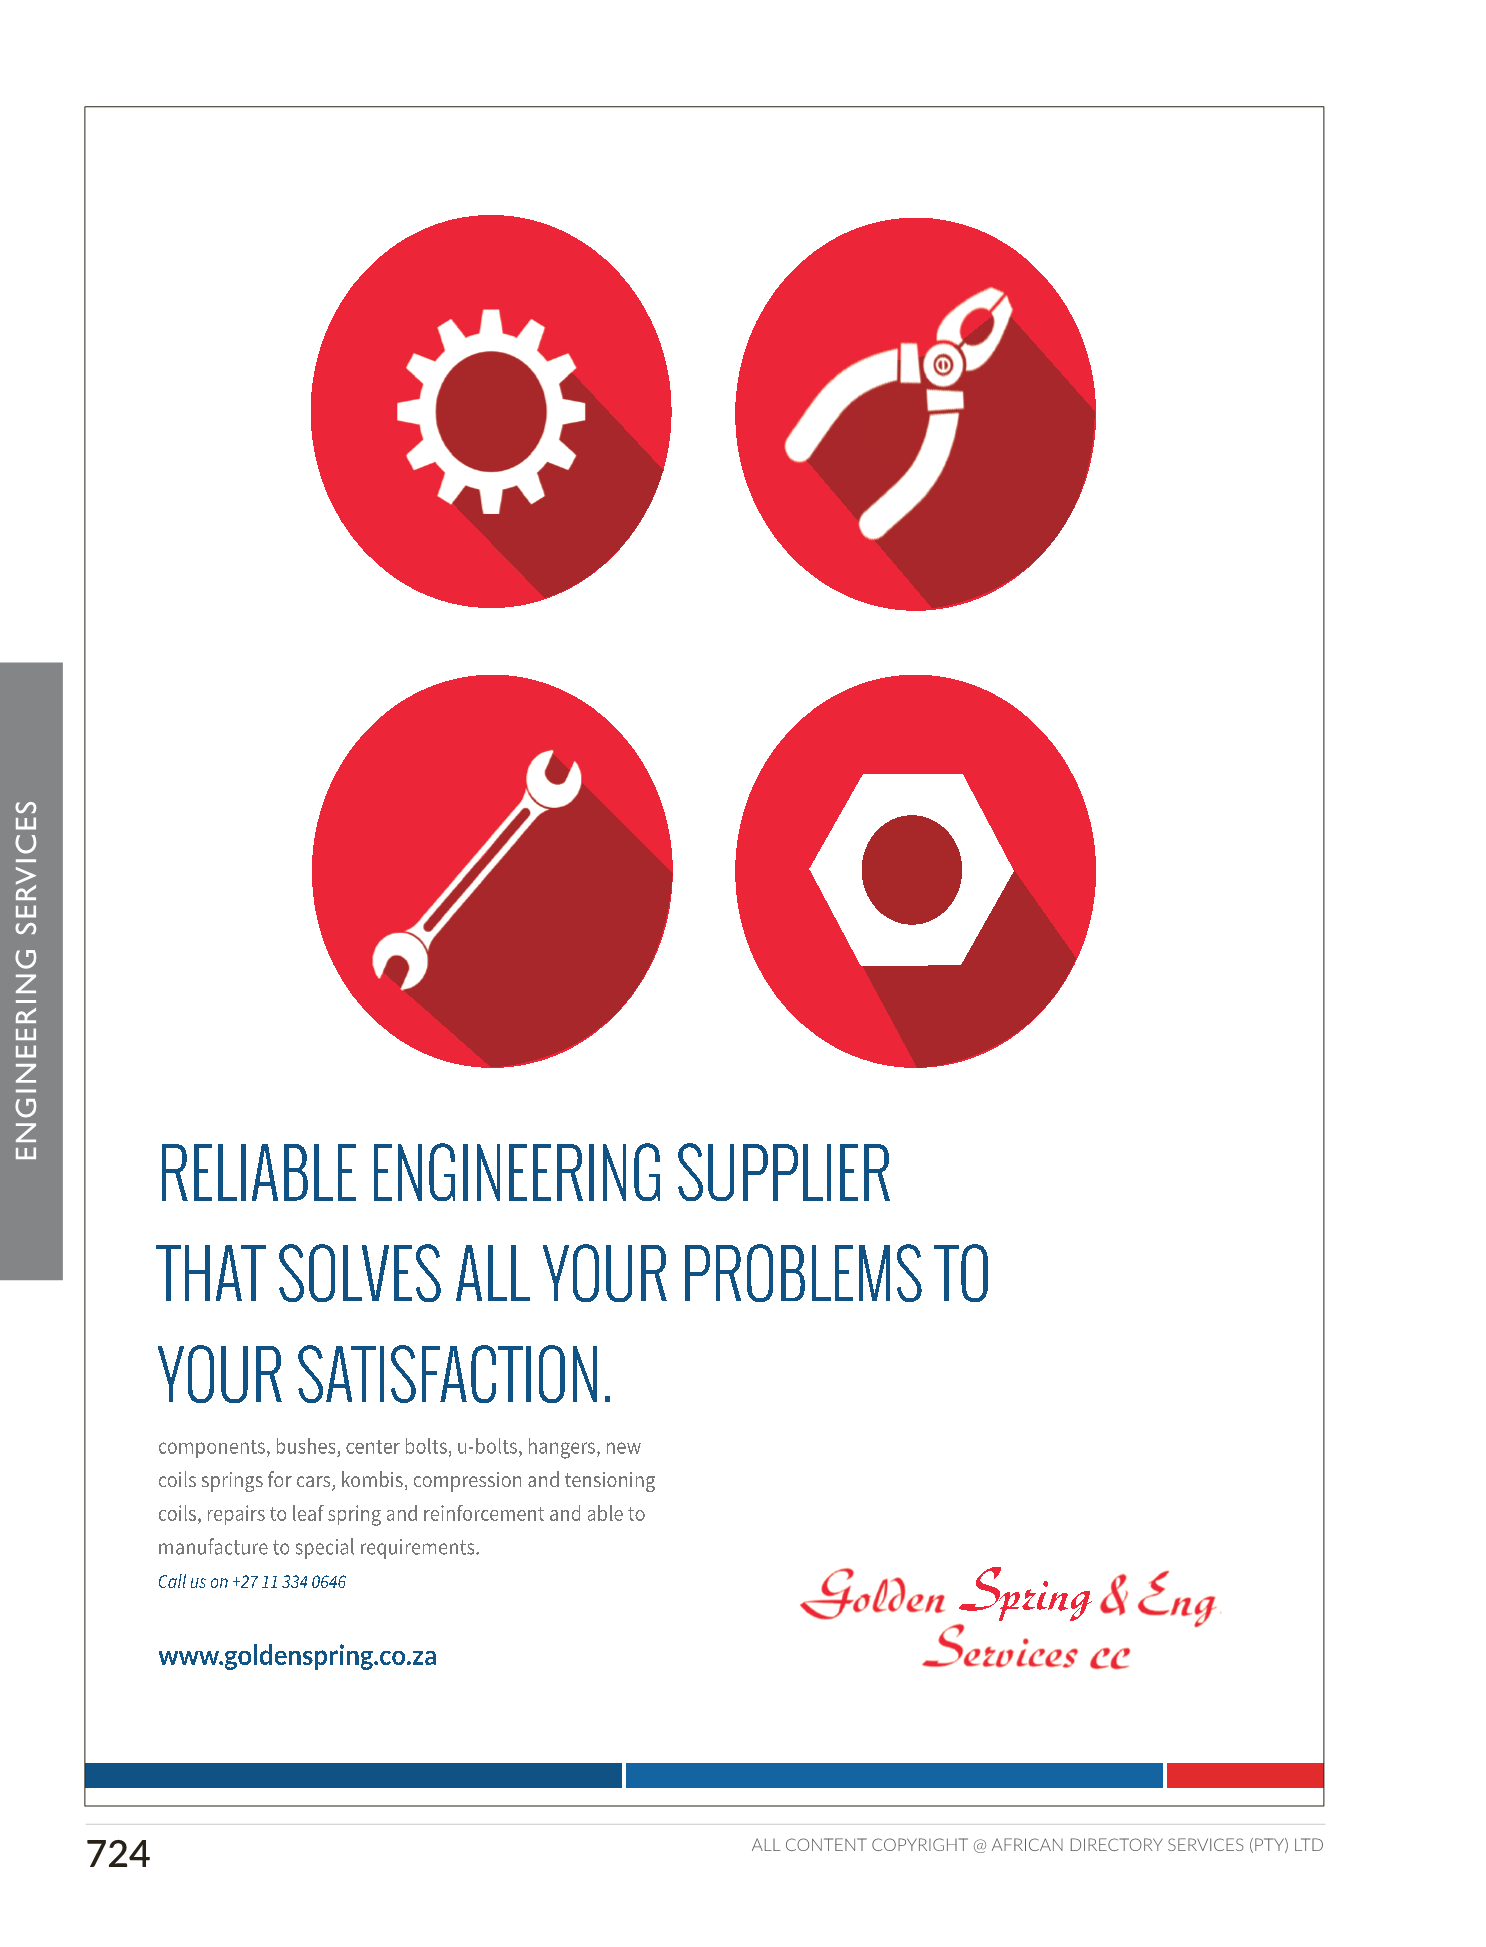 ENGINEERING SERVICES
RELIABLE ENGINEERING SUPPLIER
THAT SOLVES ALL YOUR PROBLEMS TO
YOUR SATISFACTION.
components, bushes, center bolts, u-bolts, hangers, new
coils springs for cars, kombis, compression and tensioning
coils, repairs to leaf spring and reinforcement and able to
manufacture to special requirements.
Call us on +27 11 334 0646
www.goldenspring.co.za
Golden Spring & Eng
Services cc
724
ALL CONTENT COPYRIGHT @ AFRICAN DIRECTORY SERVICES (PTY) LTD